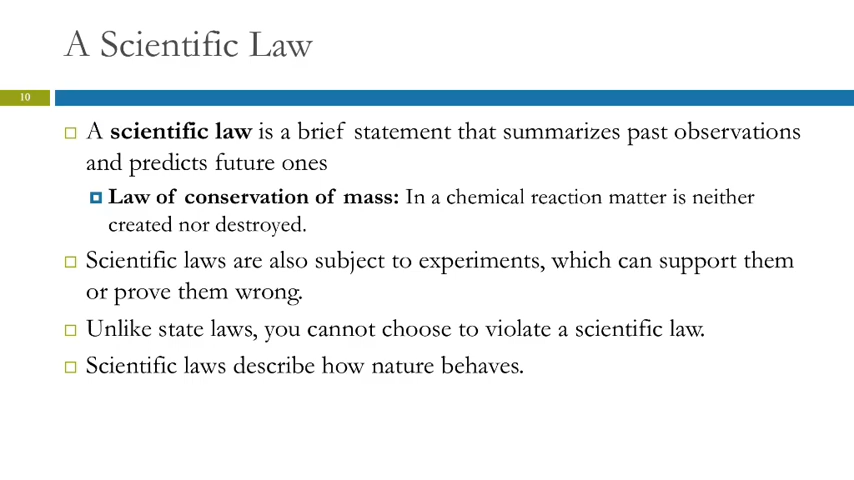 A Scientific Law
10
A scientific law is a brief statement that summarizes past observations
and predicts future ones
Law of conservation of mass: In a chemical reaction matter is neither
created nor destroyed.
Scientific laws are also subject to experiments, which can support them
or prove them wrong.
Unlike state laws, you cannot choose to violate a scientific law.
Scientific laws describe how nature behaves.